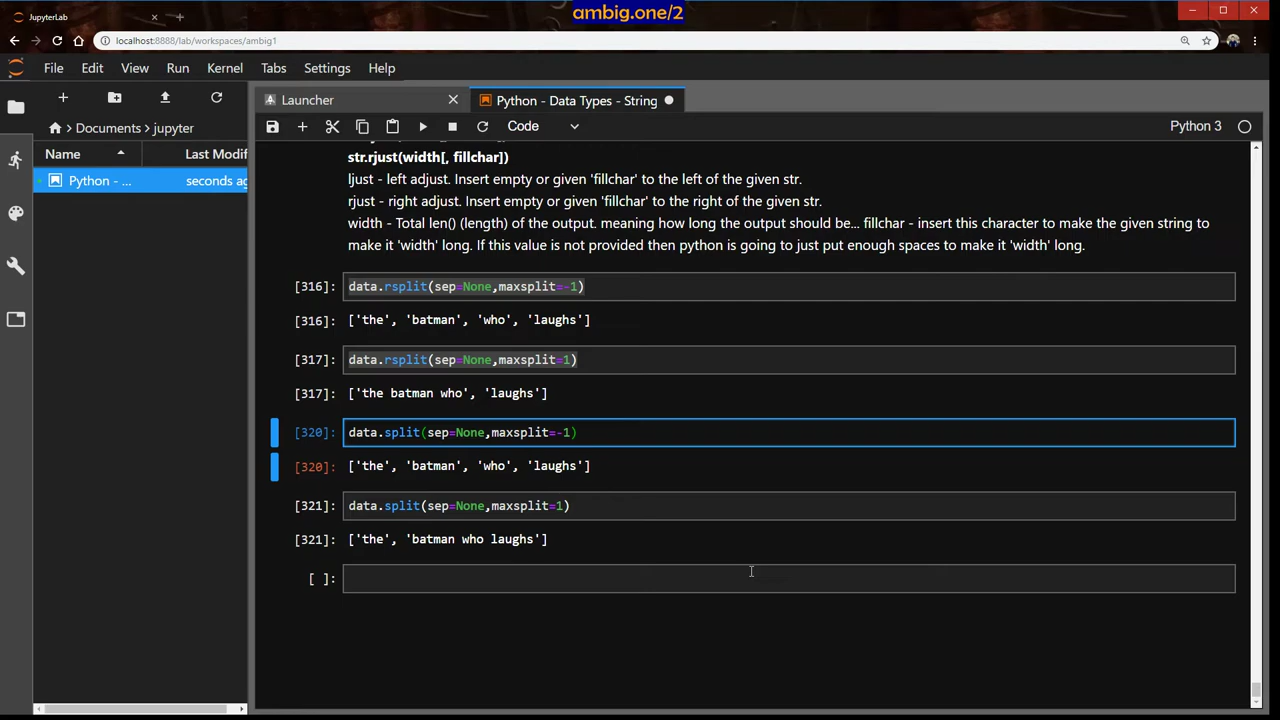 ambig.one/2
JupyterLab
localhost:8888/lab/workspaces/ambig1
File Edit View Run Kernel Tabs Settings Help
Launcher
Python - Data Types - String
Documents > jupyter
Code
Python 3
Name Last Modif
Python - ... seconds ag
str.rjust(width[, fillchar])
ljust - left adjust. Insert empty or given 'fillchar' to the left of the given str.
rjust - right adjust. Insert empty or given 'fillchar' to the right of the given str.
width - Total len() (length) of the output. meaning how long the output should be... fillchar - insert this character to make the given string to
make it 'width' long. If this value is not provided then python is going to just put enough spaces to make it 'width' long.
[316]: data.rsplit(sep=None,maxsplit=-1)
[316]: ['the', 'batman', 'who', 'laughs']
[317]: data.rsplit(sep=None,maxsplit=1)
[317]: ['the batman who', 'laughs']
[320]: data.split(sep=None,maxsplit=-1)
[320]: ['the', 'batman', 'who', 'laughs']
[321]: data.split(sep=None,maxsplit=1)
[321]: ['the', 'batman who laughs']
[ ]: